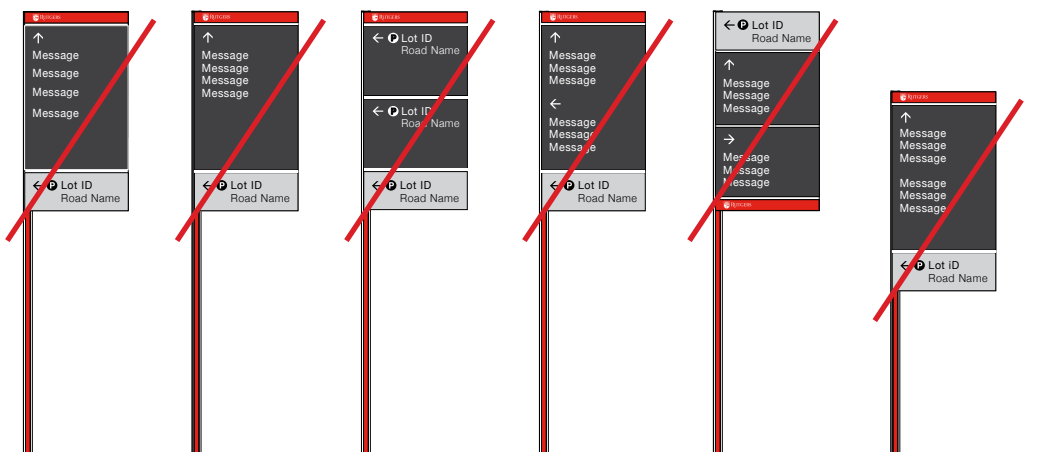 RUTGERS
↑
Message
Message
Message
Message
← P Lot ID
Road Name
RUTGERS
↑
Message
Message
Message
Message
← P Lot ID
Road Name
RUTGERS
← P Lot ID
Road Name
← P Lot ID
Road Name
← P Lot ID
Road Name
RUTGERS
↑
Message
Message
Message
←
Message
Message
Message
← P Lot ID
Road Name
← P Lot ID
Road Name
↑
Message
Message
Message
→
Message
Message
Message
RUTGERS
RUTGERS
↑
Message
Message
Message
Message
Message
Message
← P Lot iD
Road Name